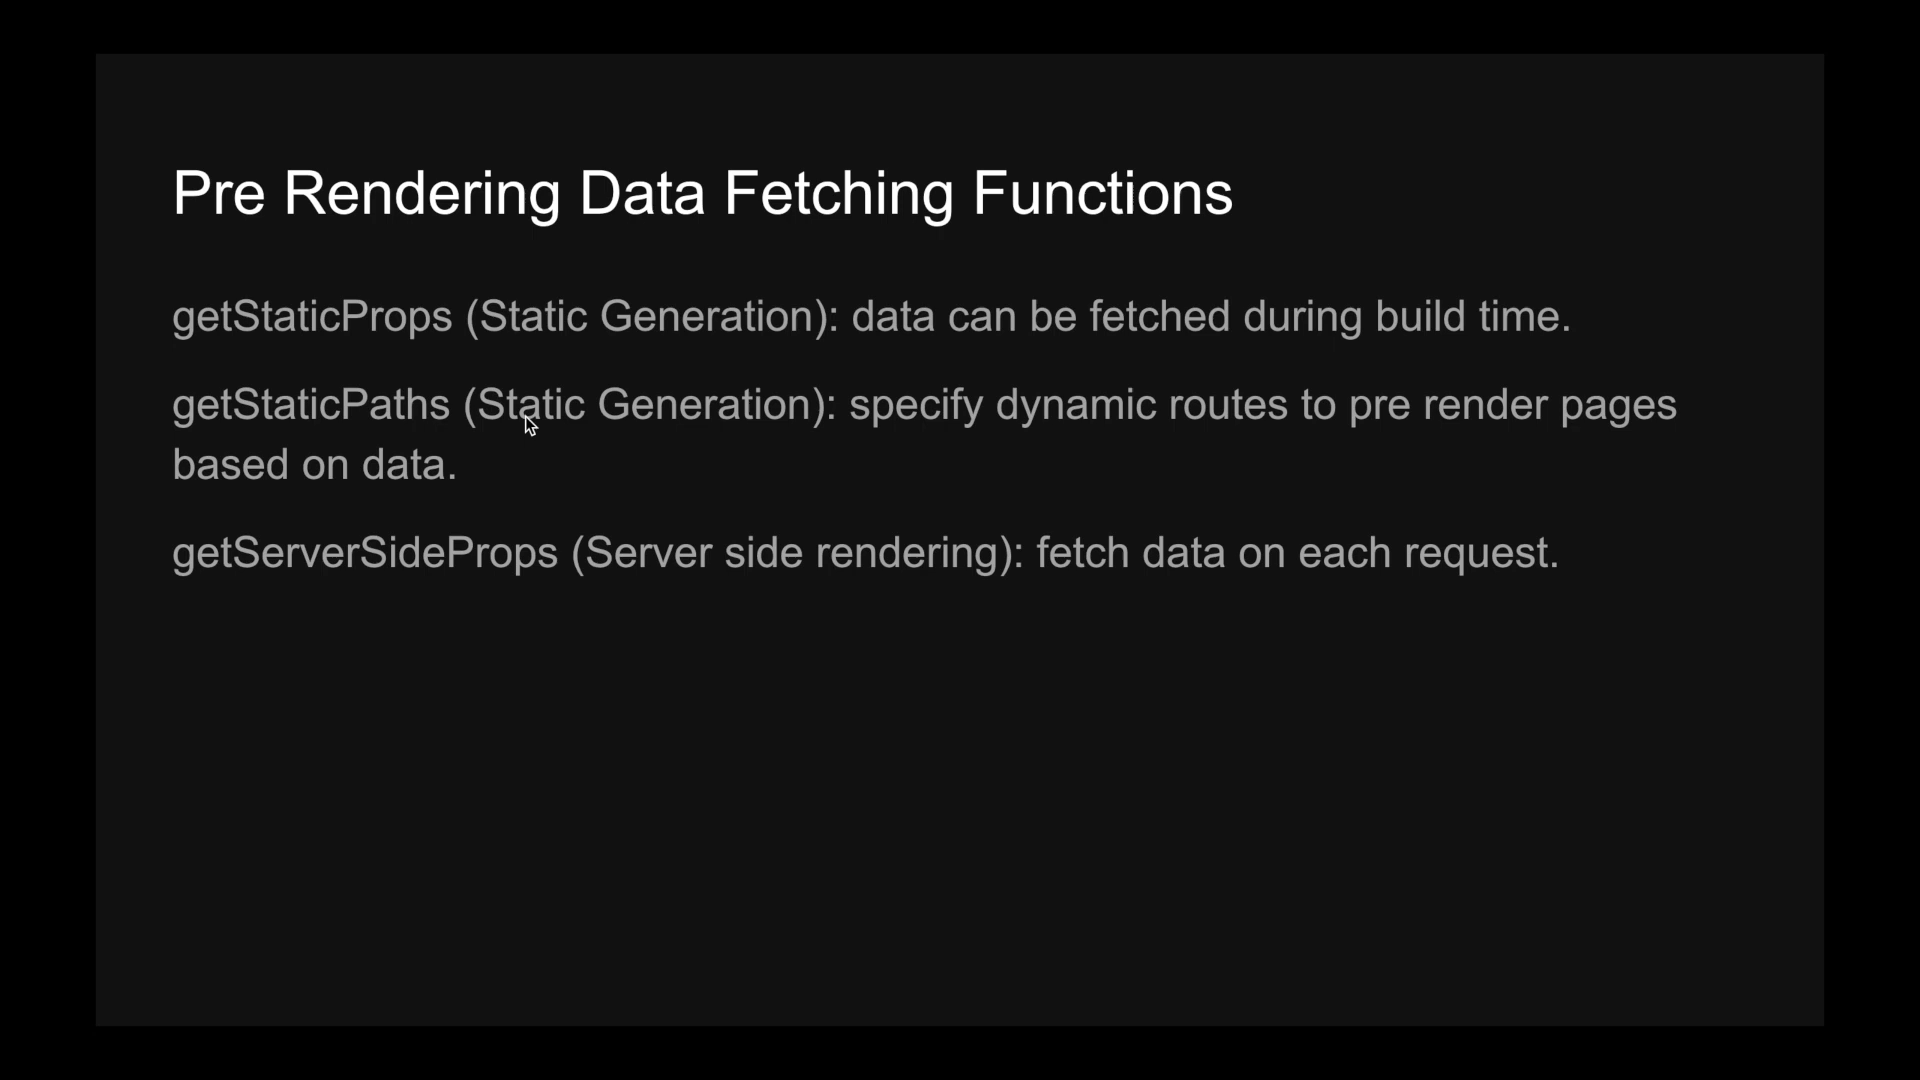 Pre Rendering Data Fetching Functions
getStaticProps (Static Generation): data can be fetched during build time.
getStaticPaths (Static Generation): specify dynamic routes to pre render pages
based on data.
getServerSideProps (Server side rendering): fetch data on each request.